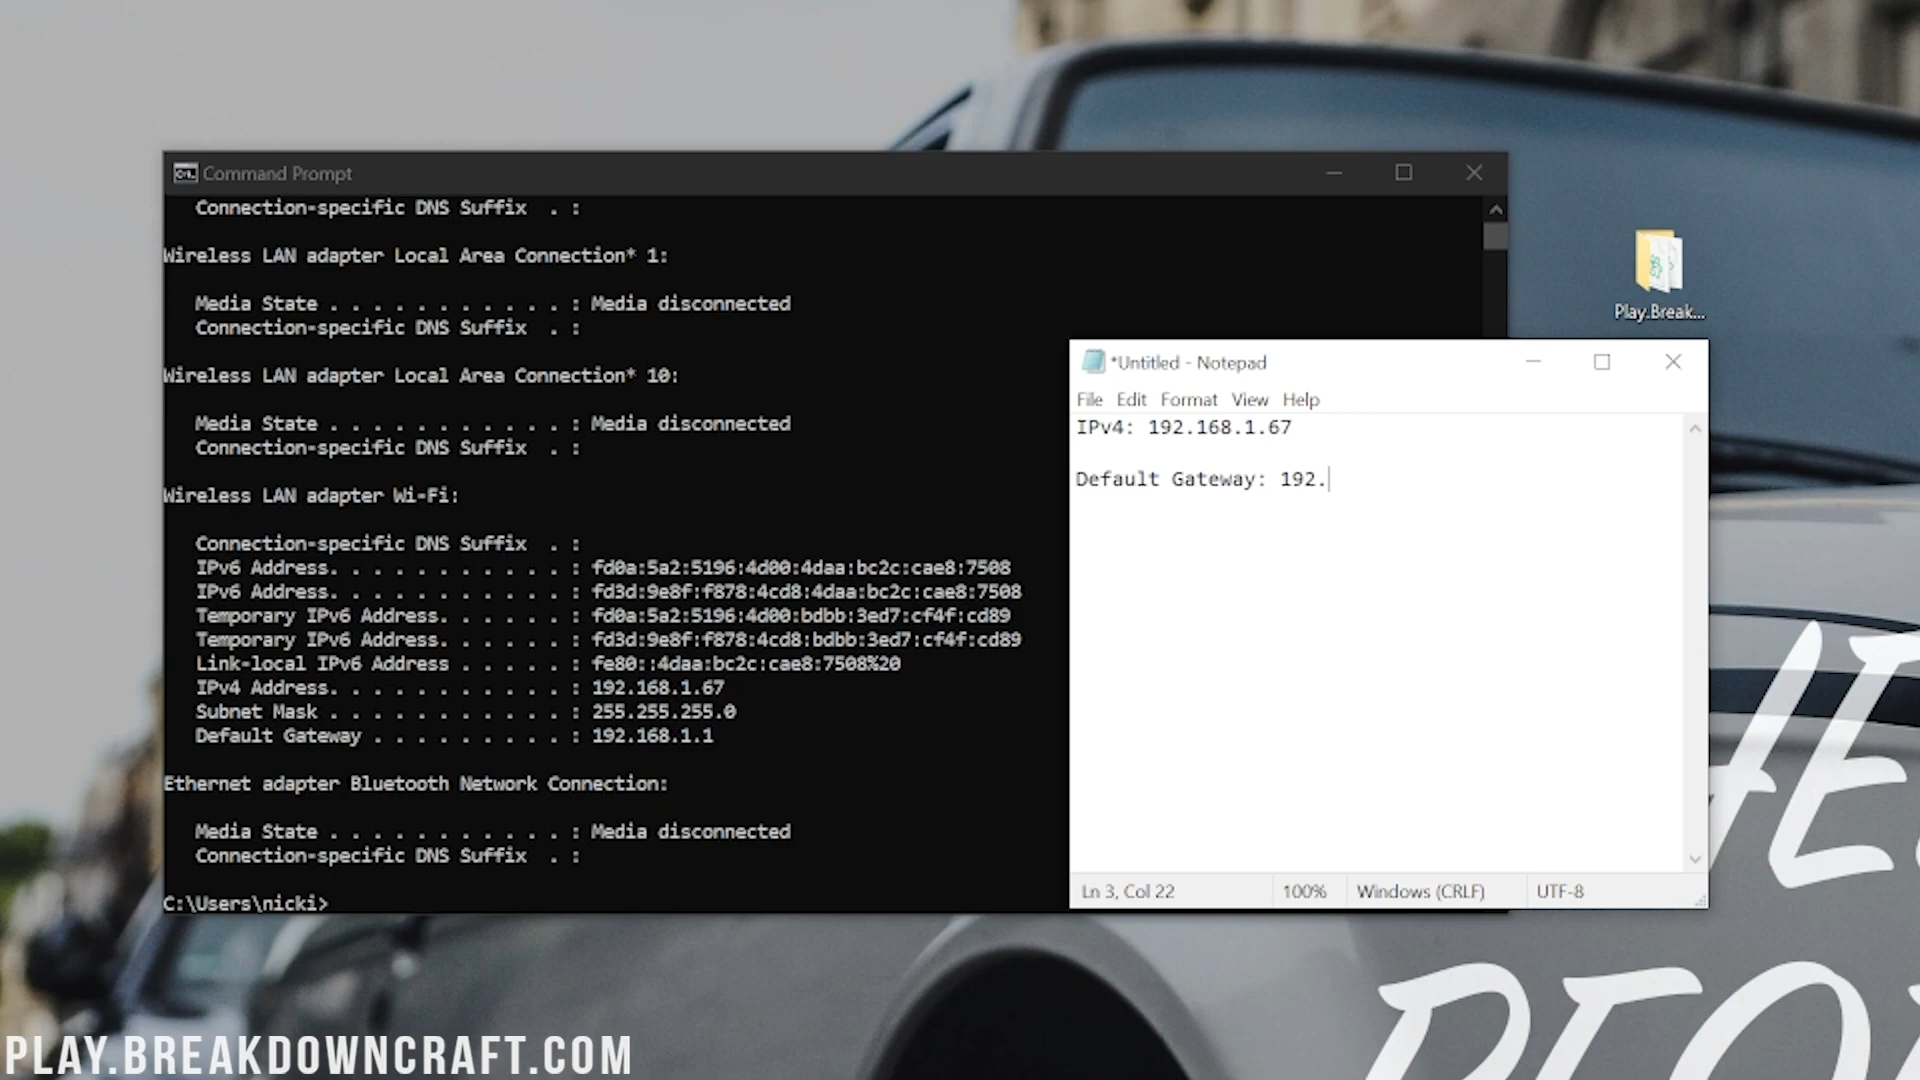 Command Prompt
Connection-specific DNS Suffix . :
Wireless LAN adapter Local Area Connection* 1:
Media State . . . . . . . . . . . : Media disconnected
Connection-specific DNS Suffix . :
Wireless LAN adapter Local Area Connection* 10:
Media State . . . . . . . . . . . : Media disconnected
Connection-specific DNS Suffix . :
Wireless LAN adapter Wi-Fi:
Connection-specific DNS Suffix . :
IPv6 Address. . . . . . . . . . . : fd0a:5a2:5196:4d00:4daa:bc2c:cae8:7508
IPv6 Address. . . . . . . . . . . : fd3d:9e8f:f878:4cd8:4daa:bc2c:cae8:7508
Temporary IPv6 Address. . . . . . : fd0a:5a2:5196:4d00:bdbb:3ed7:cf4f:cd89
Temporary IPv6 Address. . . . . . : fd3d:9e8f:f878:4cd8:bdbb:3ed7:cf4f:cd89
Link-local IPv6 Address . . . . . : fe80::4daa:bc2c:cae8:7508%20
IPv4 Address. . . . . . . . . . . : 192.168.1.67
Subnet Mask . . . . . . . . . . . : 255.255.255.0
Default Gateway . . . . . . . . . : 192.168.1.1
Ethernet adapter Bluetooth Network Connection:
Media State . . . . . . . . . . . : Media disconnected
Connection-specific DNS Suffix . :
C:\Users\nicki>
Play.Break...
*Untitled - Notepad
File Edit Format View Help
IPv4: 192.168.1.67
Default Gateway: 192.
Ln 3, Col 22 100% Windows (CRLF) UTF-8
PLAY.BREAKDOWNCRAFT.COM